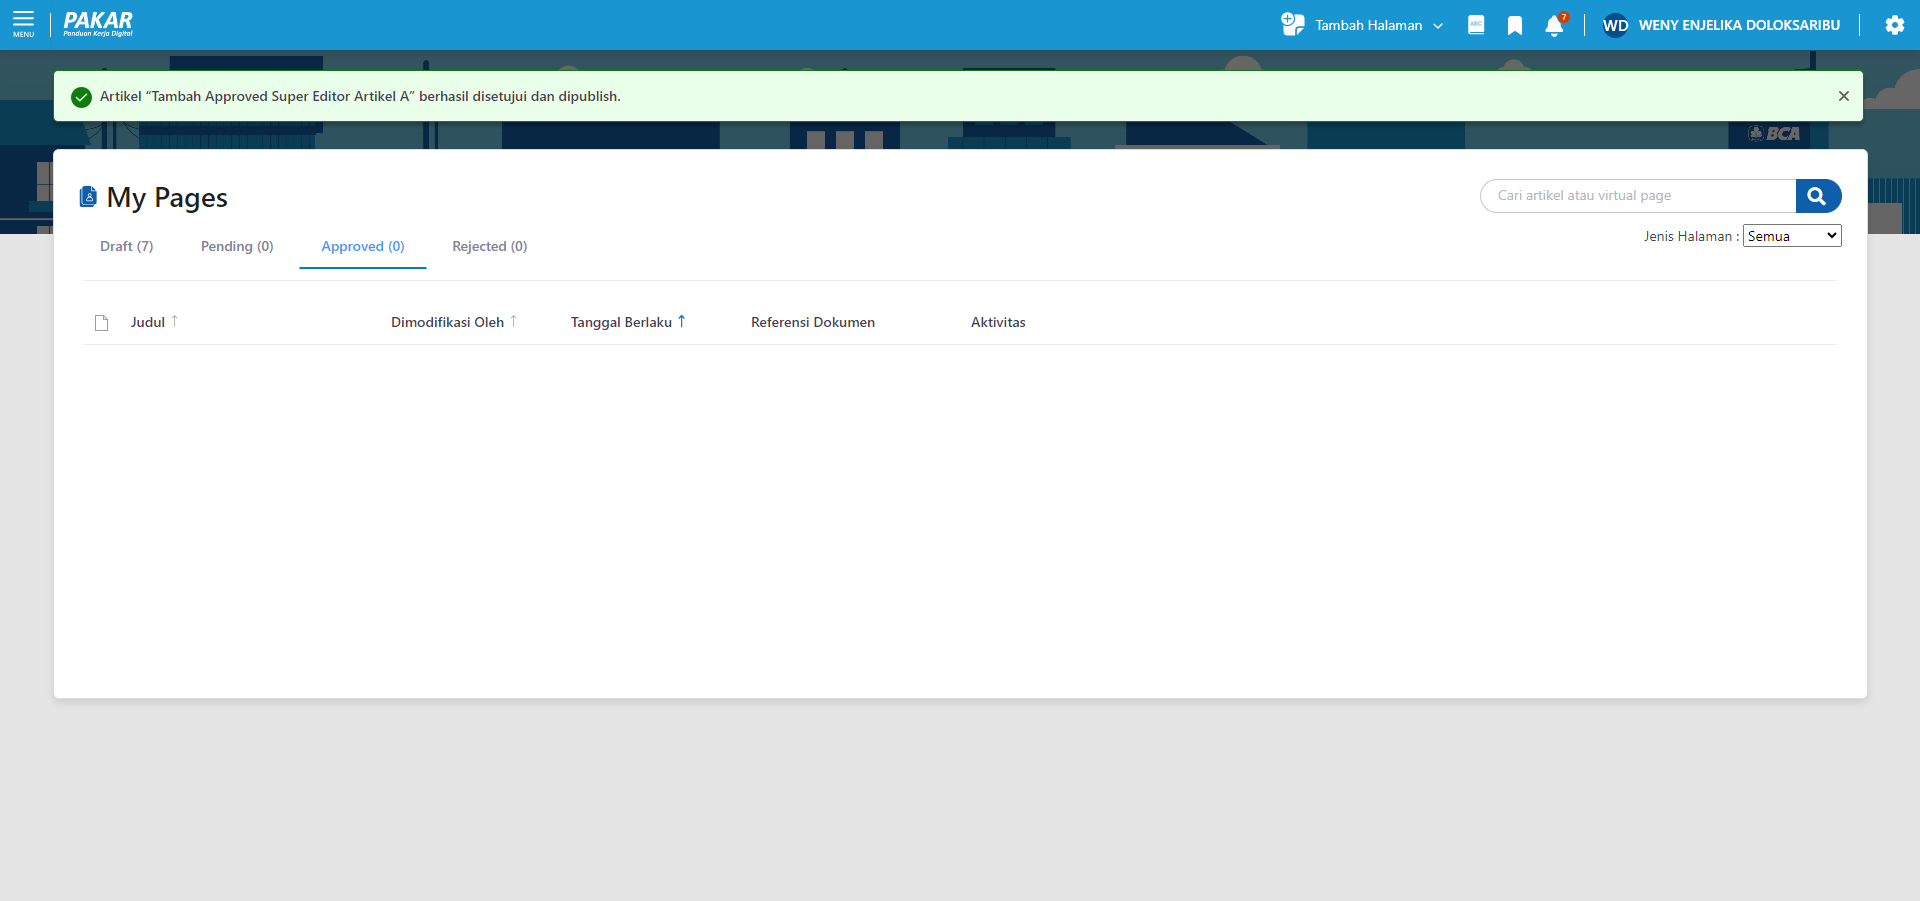 MENU
PAKAR
Panduan Kerja Digital
Tambah Halaman
ABC
7
WD WENY ENJELIKA DOLOKSARIBU
Artikel “Tambah Approved Super Editor Artikel A” berhasil disetujui dan dipublish.
BCA
My Pages
Cari artikel atau virtual page
Draft (7) Pending (0) Approved (0) Rejected (0)
Jenis Halaman : Semua
Judul Dimodifikasi Oleh Tanggal Berlaku Referensi Dokumen Aktivitas